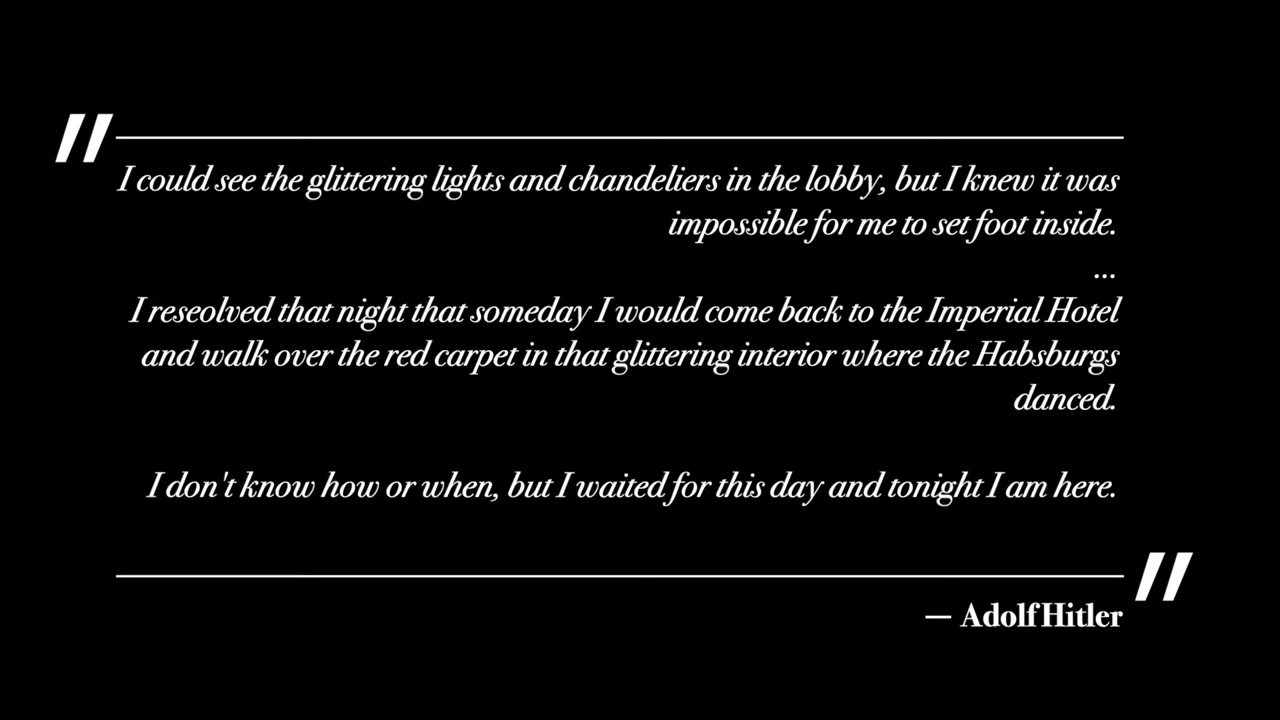 "
I could see the glittering lights and chandeliers in the lobby, but I knew it was
impossible for me to set foot inside.
...
I reseolved that night that someday I would come back to the Imperial Hotel
and walk over the red carpet in that glittering interior where the Habsburgs
danced.
I don't know how or when, but I waited for this day and tonight I am here.
"
— Adolf Hitler